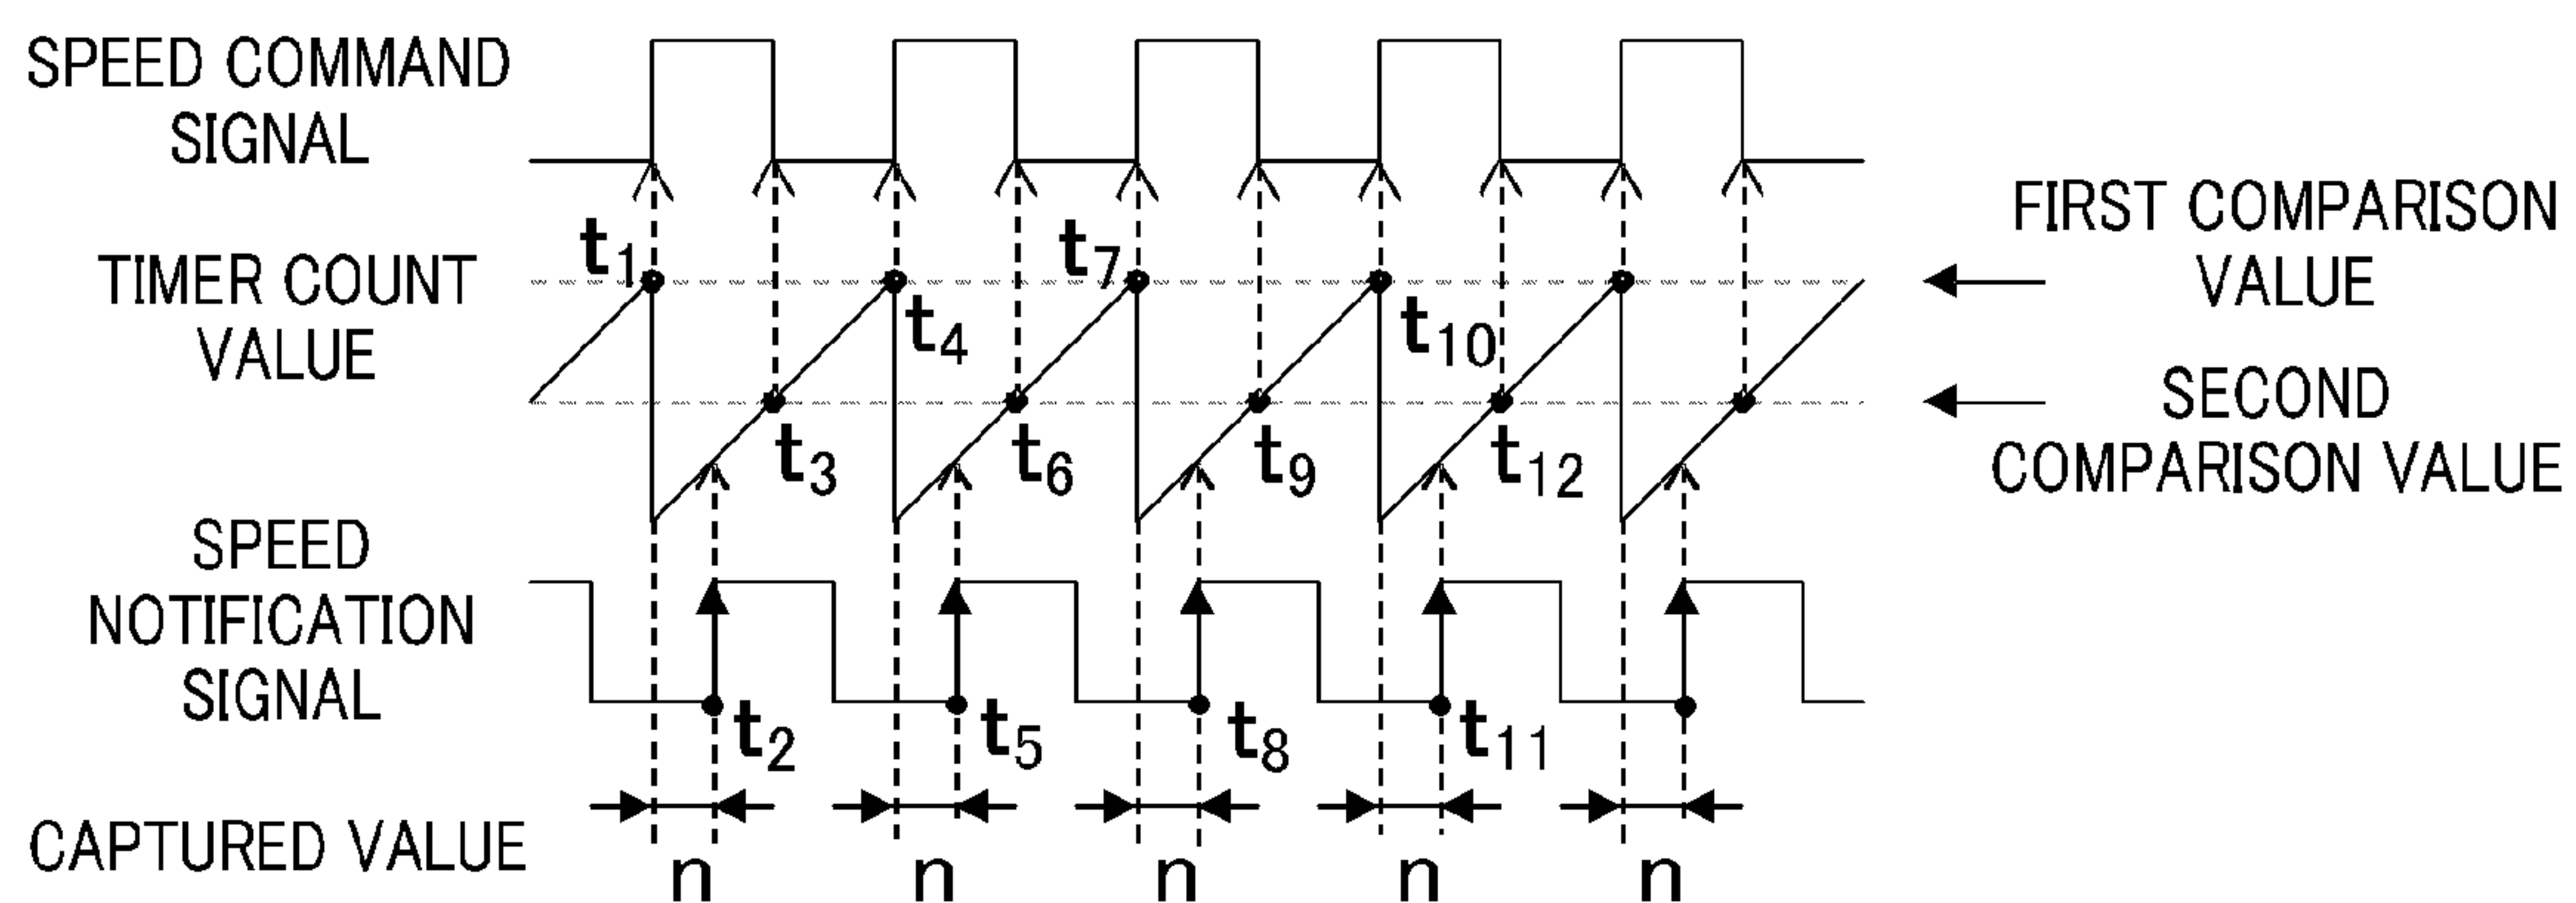 SPEED COMMAND
SIGNAL
FIRST COMPARISON
VALUE
TIMER COUNT
VALUE
t1
t7
t4
t10
SECOND
COMPARISON VALUE
t3
t6
t9
t12
SPEED
NOTIFICATION
SIGNAL
t2
t5
t8
t11
CAPTURED VALUE
n n n n n